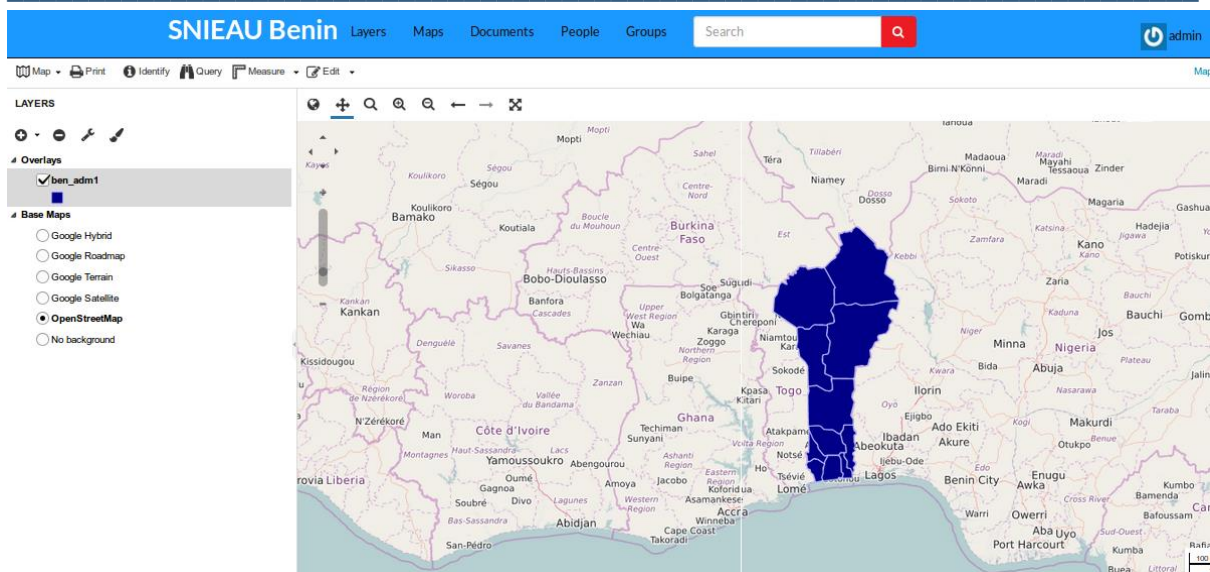 SNIEAU Benin Layers Maps Documents People Groups Search admin
Map Print Identify Query Measure Edit
LAYERS
Overlays
ben_adm1
Base Maps
Google Hybrid
Google Roadmap
Google Terrain
Google Satellite
OpenStreetMap
No background
Mopti
Mopti
Sahel
Téra
Tillabéri
Madaoua
Maradi
Mayahi
Tessaoua
Zinder
Birni N'Konni
Maradi
Kayes
Koulikoro
Ségou
Ségou
Centre-
Nord
Niamey
Dosso
Dosso
Sokoto
Magaria
Koulikoro
Bamako
Koutiala
Boucle
du Mouhoun
Burkina
Faso
Est
Zamfara
Katsina
Hadejia
Jigawa
Kano
Kano
Centre-
Ouest
Kebbi
Sikasso
Hauts-Bassins
Bobo-Dioulasso
Soe
Sūgudi
Bolgatanga
Zaria
Bauchi
Kankan
Kankan
Banfora
Cascades
Upper
West Region
Wa
Wechiau
Gbintiri
Chereponi
Karaga
Zoggo
Northern
Region
Niger
Kaduna
Bauchi
Jos
Minna
Nigeria
Denguélé
Savanes
Kissidougou
Buipe
Sokodé
Kwara
Bida
Abuja
Plateau
Région
de Nzérékoré
Woroba
Vallée
du Bandama
Zanzan
Kpasa
Kitari
Togo
Oyo
Ilorin
Nasarawa
N'Zérékoré
Man
Côte d'Ivoire
Ghana
Techiman
Sunyani
Ejigbo
Ado Ekiti
Kogi
Makurdi
Taraba
Montagnes
Haut-Sassandra
Lacs
Yamoussoukro
Abengourou
Ashanti
Region
Volta Region
Notsé
Abeokuta
Ibadan
Akure
Otukpo
Benue
Ijebu-Ode
Liberia
Oumé
Gagnoa
Amoya
Jacobo
Eastern
Region
Koforidua
Ho
Tsévié
Lomé
Lagos
Edo
Benin City
Enugu
Awka
Cross River
Kumbo
Bamenda
Soubré
Divo
Lagunes
Western
Region
Asamankese
Accra
Winneba
Warri
Owerri
Bafoussam
Bas-Sassandra
Abidjan
Cape Coast
Takoradi
Aba
Uyo
Sud-Ouest
San-Pédro
Port Harcourt
Kumba
Buea
Littoral
100